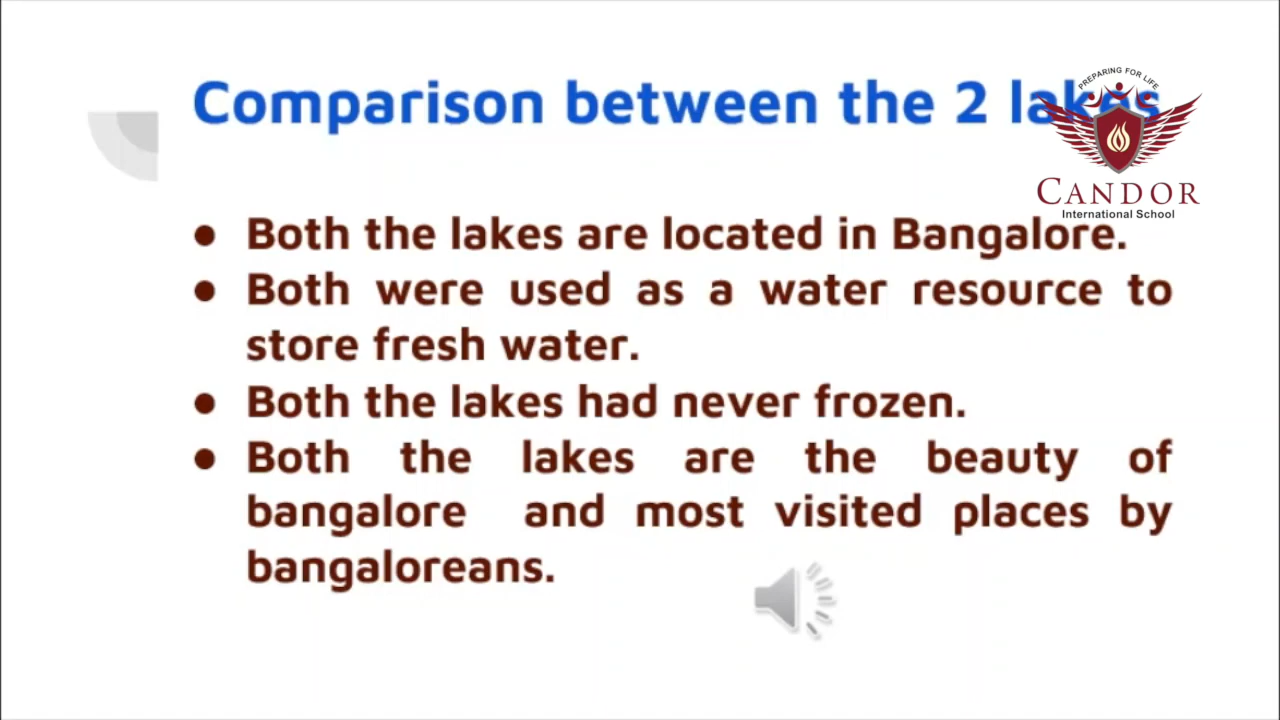 PREPARING FOR LIFE
Comparison between the 2 lakes
CANDOR
International School
● Both the lakes are located in Bangalore.
● Both were used as a water resource to
store fresh water.
● Both the lakes had never frozen.
● Both the lakes are the beauty of
bangalore and most visited places by
bangaloreans.